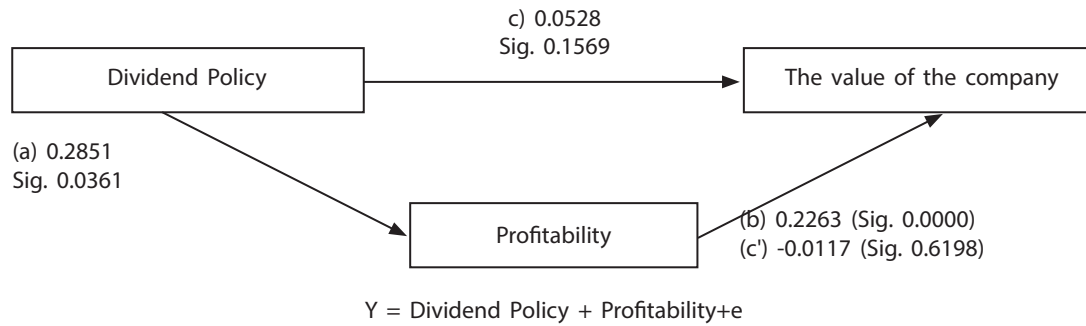 c) 0.0528
Sig. 0.1569
Dividend Policy
The value of the company
(a) 0.2851
Sig. 0.0361
Profitability
(b) 0.2263 (Sig. 0.0000)
(c') -0.0117 (Sig. 0.6198)
Y = Dividend Policy + Profitability+e